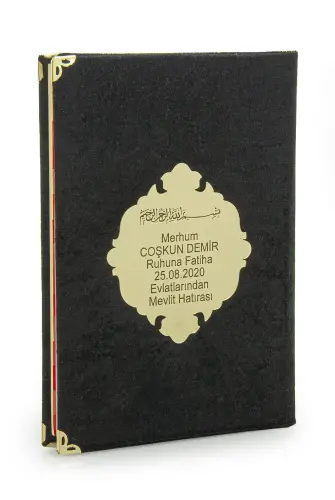 بسم الله الرحمن الرحيم
Merhum
COŞKUN DEMİR
Ruhuna Fatiha
25.08.2020
Evlatlarından
Mevlit Hatırası